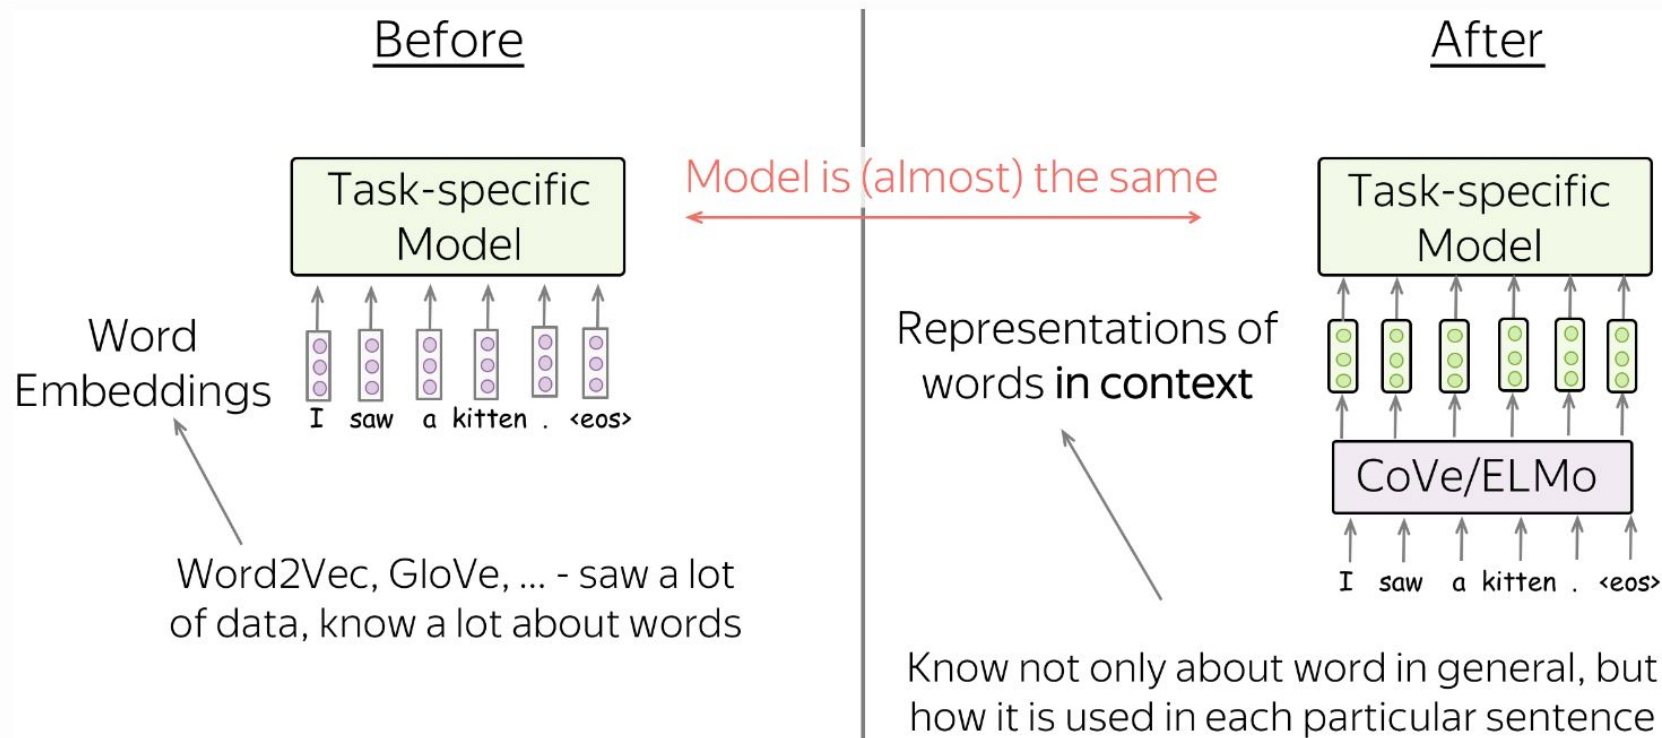 Before
Task-specific
Model
Word
Embeddings
I saw a kitten . <eos>
Word2Vec, GloVe, ... - saw a lot
of data, know a lot about words
Model is (almost) the same
After
Task-specific
Model
Representations of
words in context
CoVe/ELMo
I saw a kitten . <eos>
Know not only about word in general, but
how it is used in each particular sentence